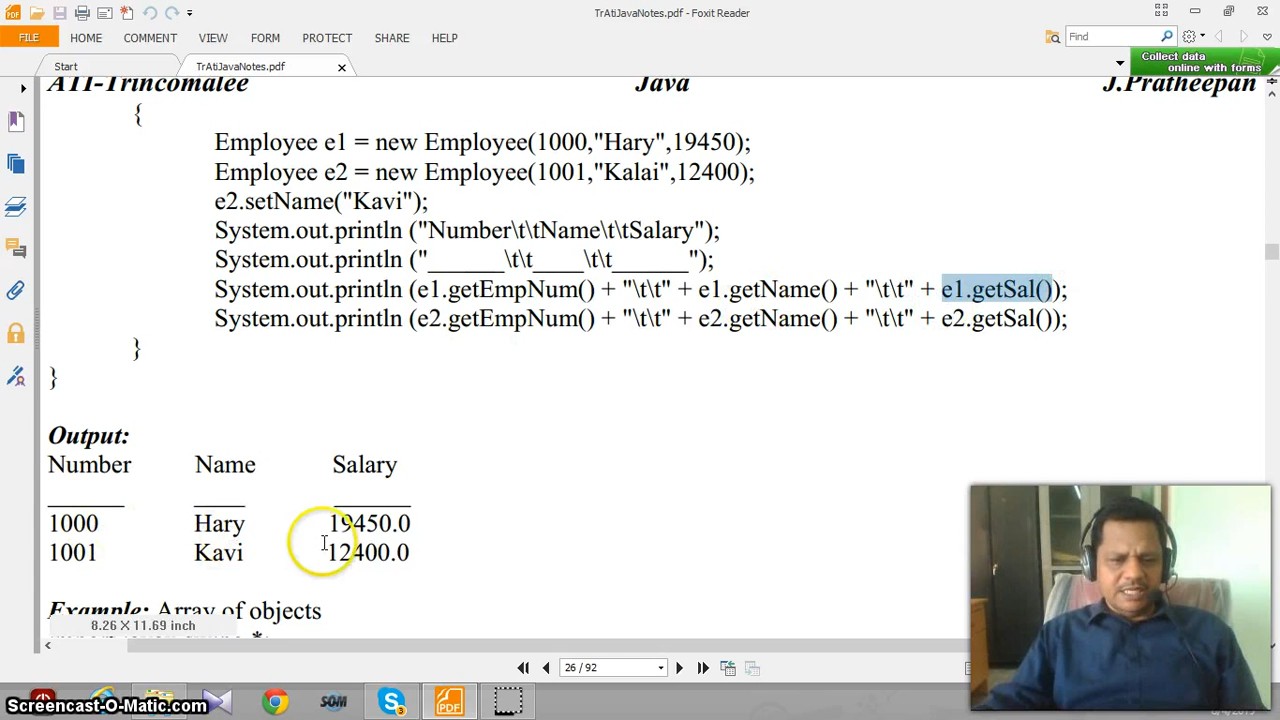 TrAtiJavaNotes.pdf - Foxit Reader
FILE HOME COMMENT VIEW FORM PROTECT SHARE HELP Find
Start TrAtiJavaNotes.pdf
Collect data
online with forms
ATI-Trincomalee Java J.Pratheepan
{
Employee e1 = new Employee(1000,"Hary",19450);
Employee e2 = new Employee(1001,"Kalai",12400);
e2.setName("Kavi");
System.out.println ("Number\t\tName\t\tSalary");
System.out.println ("______\t\t____\t\t______");
System.out.println (e1.getEmpNum() + "\t\t" + e1.getName() + "\t\t" + e1.getSal());
System.out.println (e2.getEmpNum() + "\t\t" + e2.getName() + "\t\t" + e2.getSal());
}
}
Output:
Number Name Salary
______ ____ ______
1000 Hary 19450.0
1001 Kavi 12400.0
Example: Array of objects
8.26 X 11.69 inch
26 / 92
Screencast-O-Matic.com
SOM